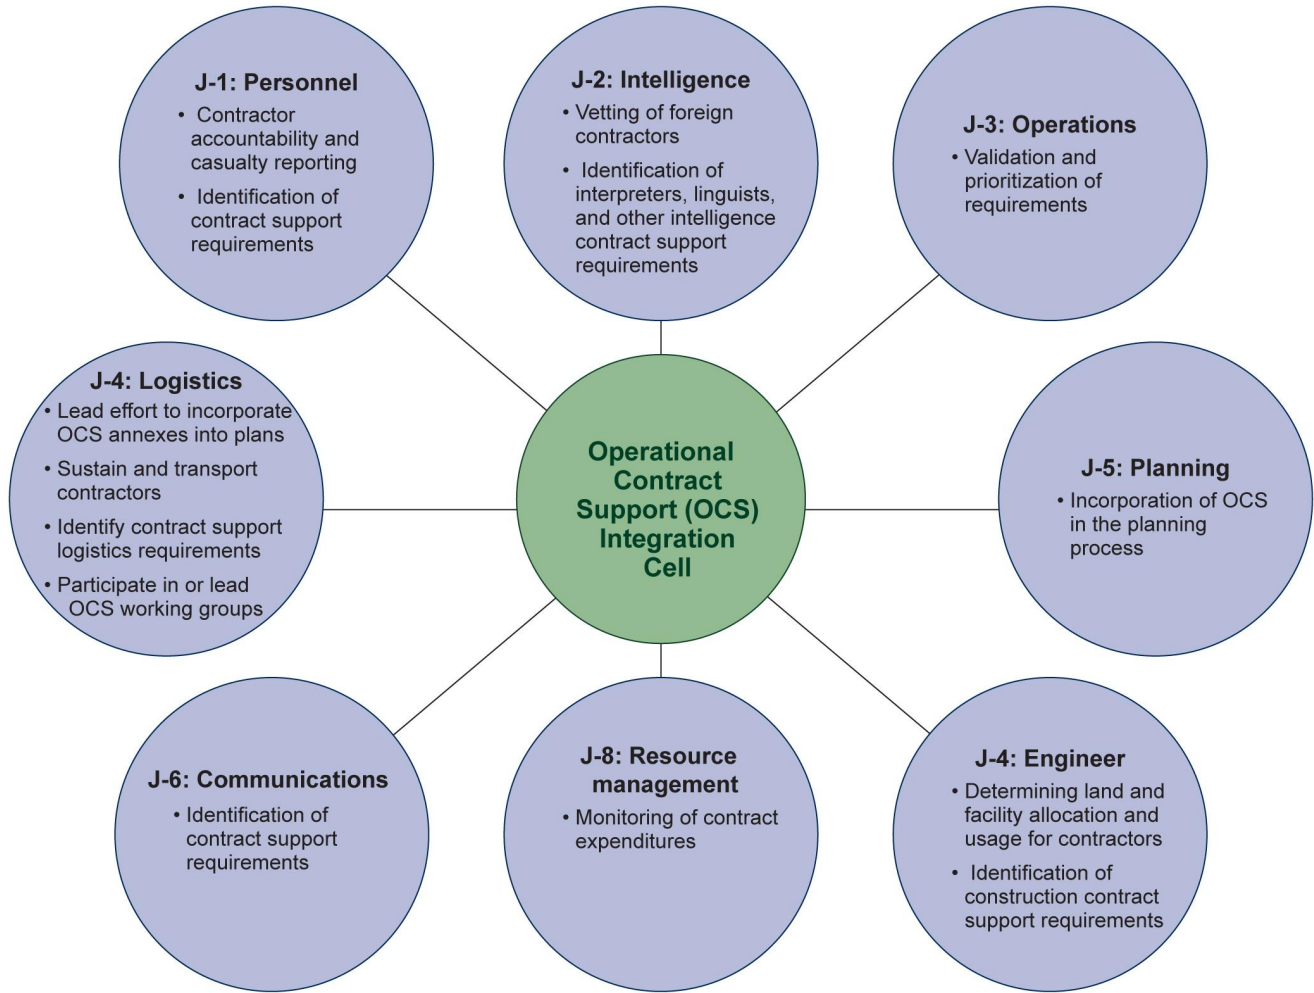 J-1: Personnel
• Contractor
accountability and
casualty reporting
• Identification of
contract support
requirements
J-2: Intelligence
• Vetting of foreign
contractors
• Identification of
interpreters, linguists,
and other intelligence
contract support
requirements
J-3: Operations
• Validation and
prioritization of
requirements
J-4: Logistics
• Lead effort to incorporate
OCS annexes into plans
• Sustain and transport
contractors
• Identify contract support
logistics requirements
• Participate in or lead
OCS working groups
Operational
Contract
Support (OCS)
Integration
Cell
J-5: Planning
• Incorporation of OCS
in the planning
process
J-6: Communications
• Identification of
contract support
requirements
J-8: Resource
management
• Monitoring of contract
expenditures
J-4: Engineer
• Determining land and
facility allocation and
usage for contractors
• Identification of
construction contract
support requirements